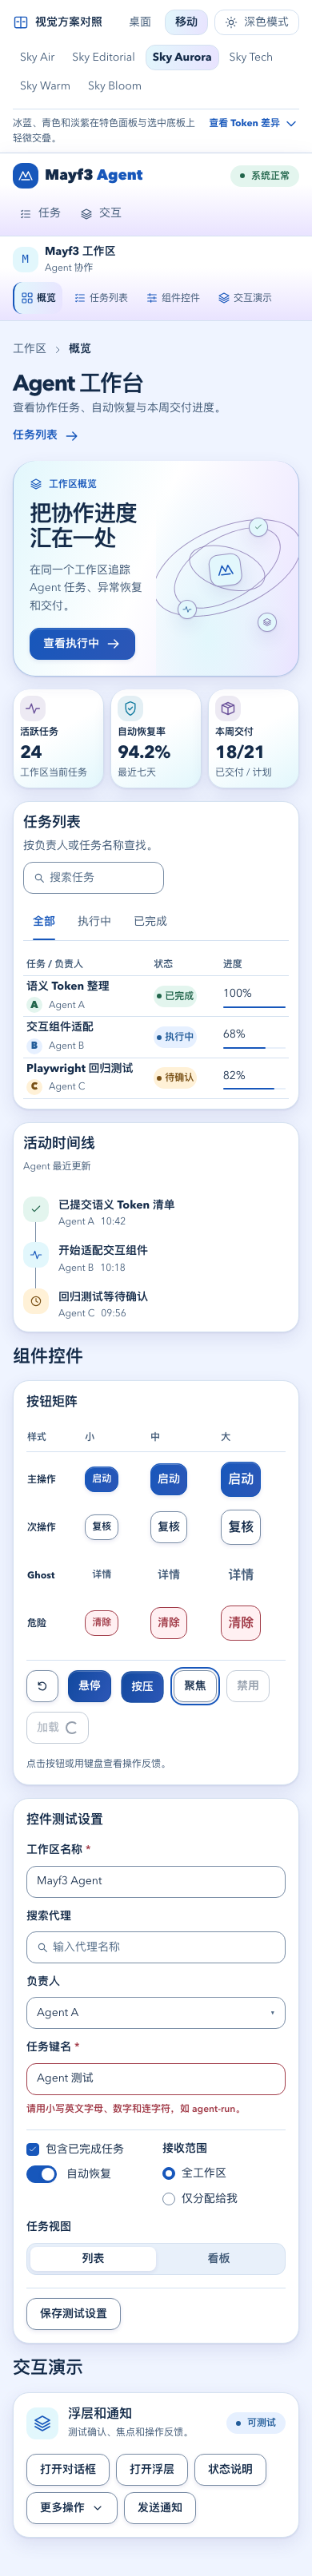 视觉方案对照 桌面 移动 深色模式
Sky Air Sky Editorial Sky Aurora Sky Tech
Sky Warm Sky Bloom
冰蓝、青色和淡紫在特色面板与选中底板上轻微交叠。 查看 Token 差异
Mayf3 Agent 系统正常
任务 交互
M Mayf3 工作区
Agent 协作
概览 任务列表 组件控件 交互演示
工作区 概览
Agent 工作台
查看协作任务、自动恢复与本周交付进度。
任务列表
工作区概览
把协作进度
汇在一处
在同一个工作区追踪
Agent 任务、异常恢复
和交付。
查看执行中
活跃任务 自动恢复率 本周交付
24 94.2% 18/21
工作区当前任务 最近七天 已交付 / 计划
任务列表
按负责人或任务名称查找。
搜索任务
全部 执行中 已完成
任务 / 负责人 状态 进度
语义 Token 整理 已完成 100%
A Agent A
交互组件适配 执行中 68%
B Agent B
Playwright 回归测试 待确认 82%
C Agent C
活动时间线
Agent 最近更新
已提交语义 Token 清单
Agent A 10:42
开始适配交互组件
Agent B 10:18
回归测试等待确认
Agent C 09:56
组件控件
按钮矩阵
样式 小 中 大
主操作 启动 启动 启动
次操作 复核 复核 复核
Ghost 详情 详情 详情
危险 清除 清除 清除
悬停 按压 聚焦 禁用
加载
点击按钮或用键盘查看操作反馈。
控件测试设置
工作区名称 *
Mayf3 Agent
搜索代理
输入代理名称
负责人
Agent A
任务键名 *
Agent 测试
请用小写英文字母、数字和连字符，如 agent-run。
包含已完成任务 接收范围
自动恢复 全工作区
仅分配给我
任务视图
列表 看板
保存测试设置
交互演示
浮层和通知 可测试
测试确认、焦点和操作反馈。
打开对话框 打开浮层 状态说明
更多操作 发送通知